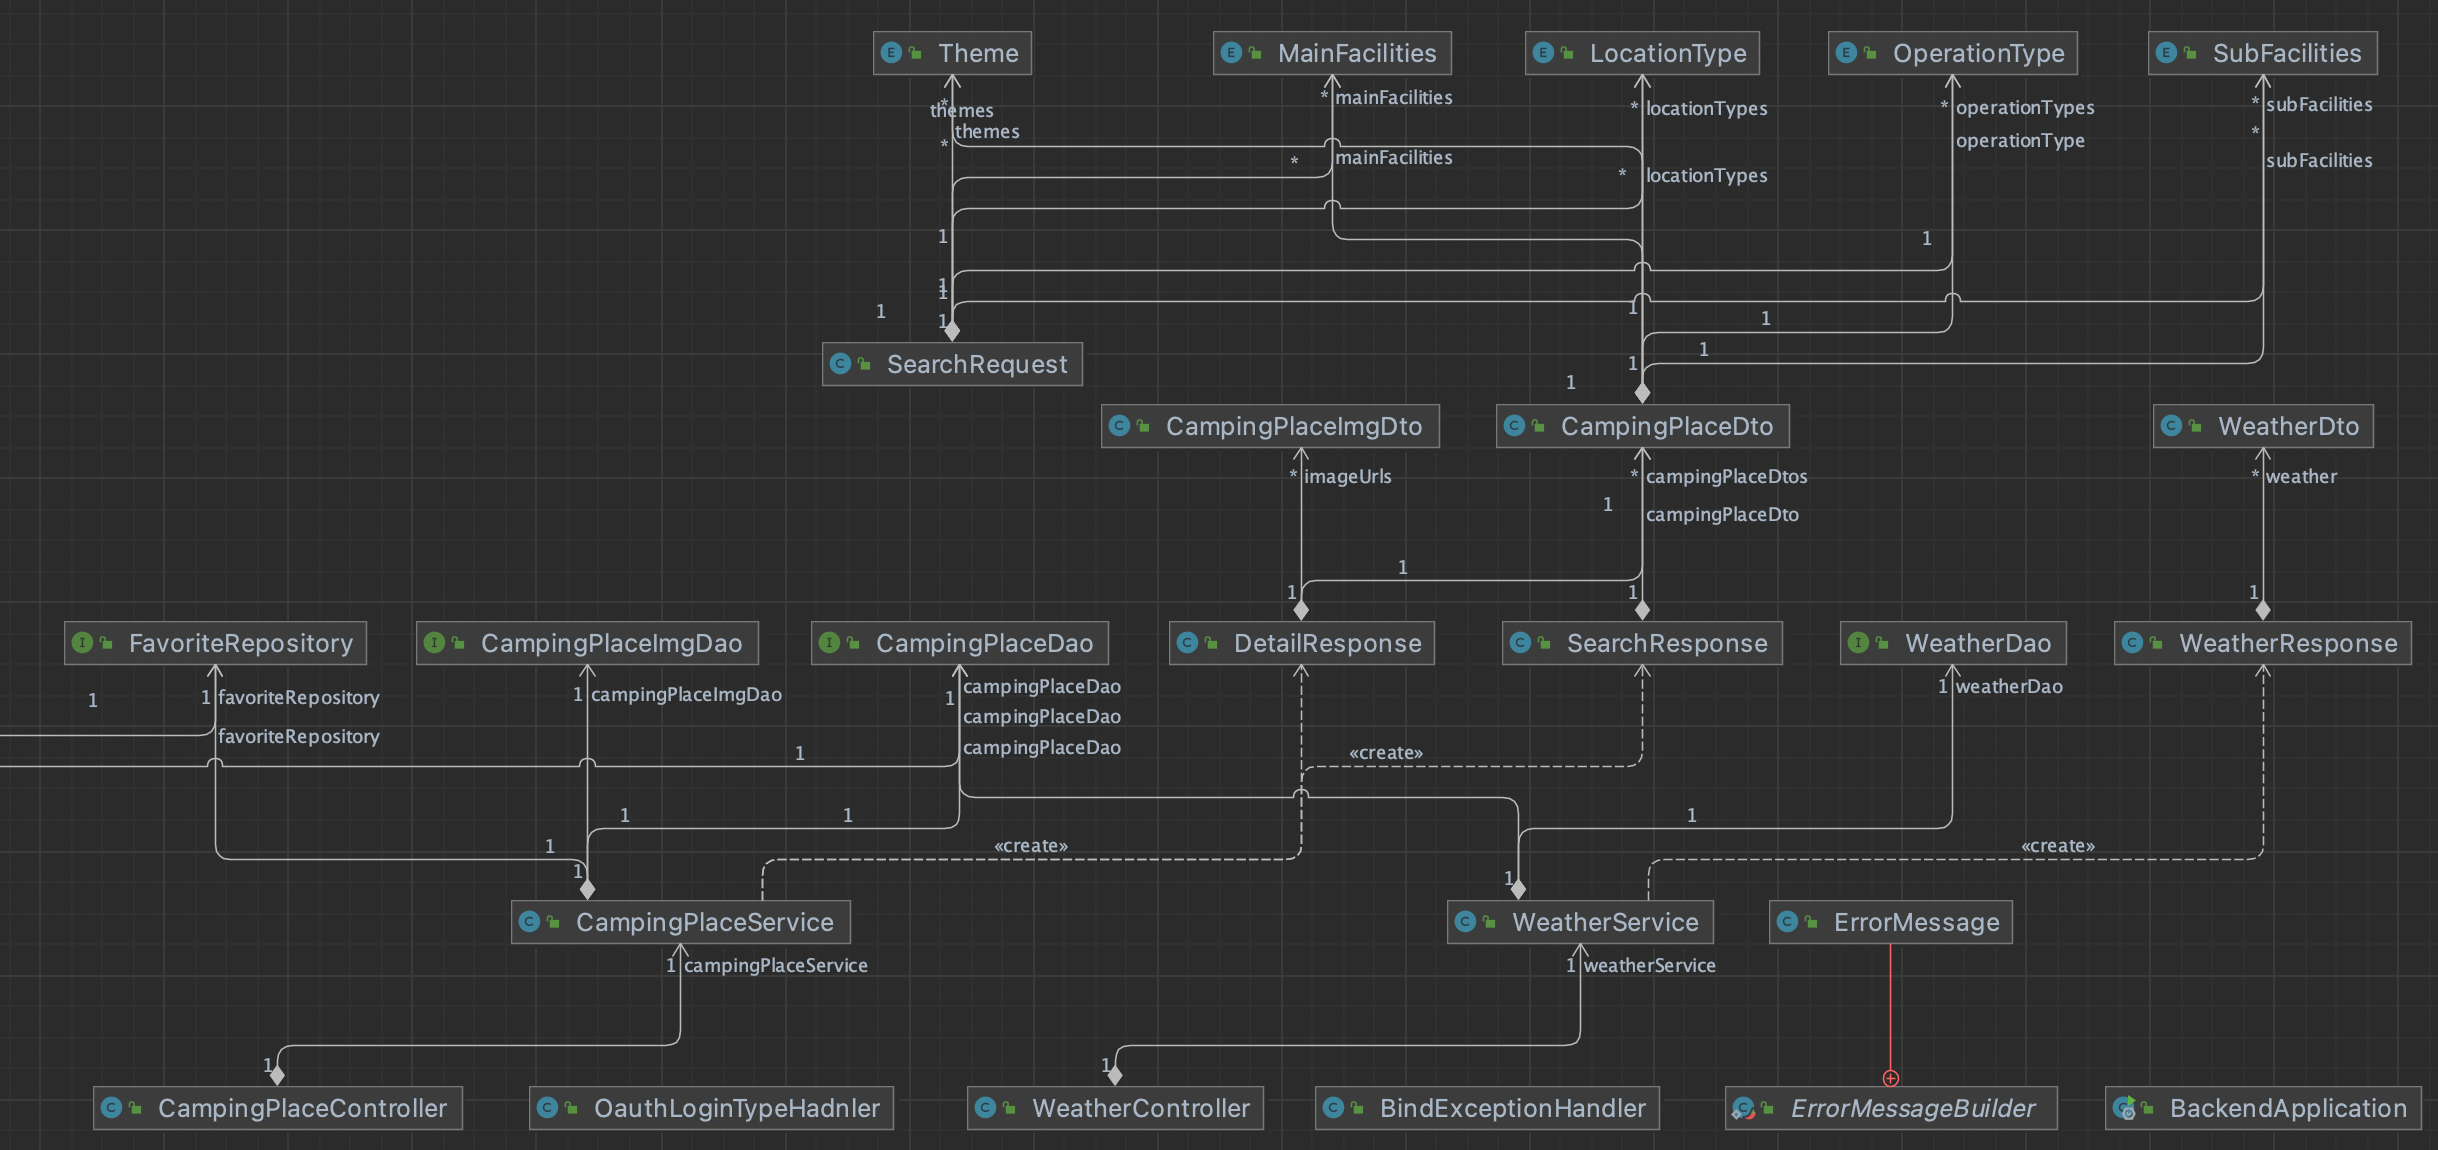 Theme
MainFacilities
LocationType
OperationType
SubFacilities
* mainFacilities
*
themes
* locationTypes
* operationTypes
* subFacilities
themes
*
*
operationType
*
mainFacilities
subFacilities
* locationTypes
1
1
1
1
1
1
1
1
1
1
1
1
SearchRequest
CampingPlaceImgDto
CampingPlaceDto
WeatherDto
* imageUrls
* campingPlaceDtos
* weather
1
campingPlaceDto
1
1
1
1
FavoriteRepository
CampingPlaceImgDao
CampingPlaceDao
DetailResponse
SearchResponse
WeatherDao
WeatherResponse
1
1 favoriteRepository
1 campingPlaceImgDao
campingPlaceDao
1
1 weatherDao
campingPlaceDao
favoriteRepository
campingPlaceDao
1
«create»
1
1
1
1
«create»
«create»
1
1
CampingPlaceService
WeatherService
ErrorMessage
1 campingPlaceService
1 weatherService
1
1
CampingPlaceController
OauthLoginTypeHadnler
WeatherController
BindExceptionHandler
ErrorMessageBuilder
BackendApplication